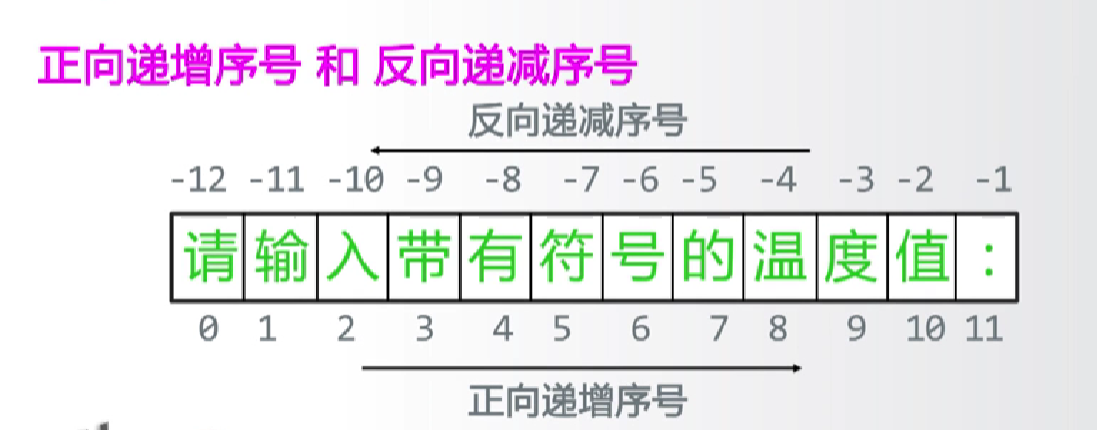 正向递增序号 和 反向递减序号
反向递减序号
-12 -11 -10 -9 -8 -7 -6 -5 -4 -3 -2 -1
请输入带有符号的温度值：
0 1 2 3 4 5 6 7 8 9 10 11
正向递增序号